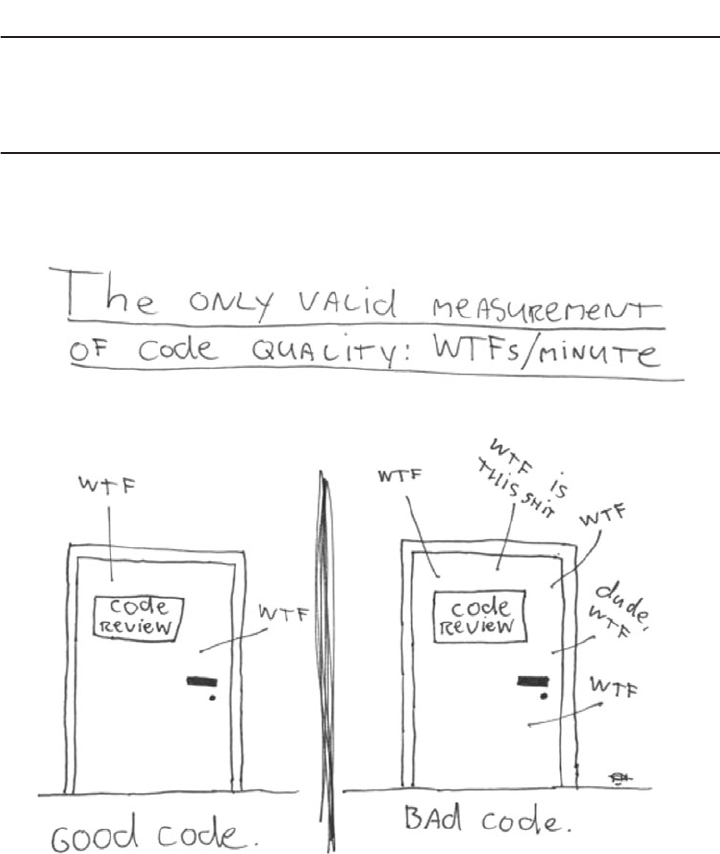 The ONLY VALid MEASUREMENT
OF Code QUALITY: WTFs/MINUTE
WTF
Code
REVIEW
WTF
GOOD Code.
WTF
WTF is
THIS SHIT
WTF
dude,
WTF
Code
REVIEW
WTF
BAd Code.